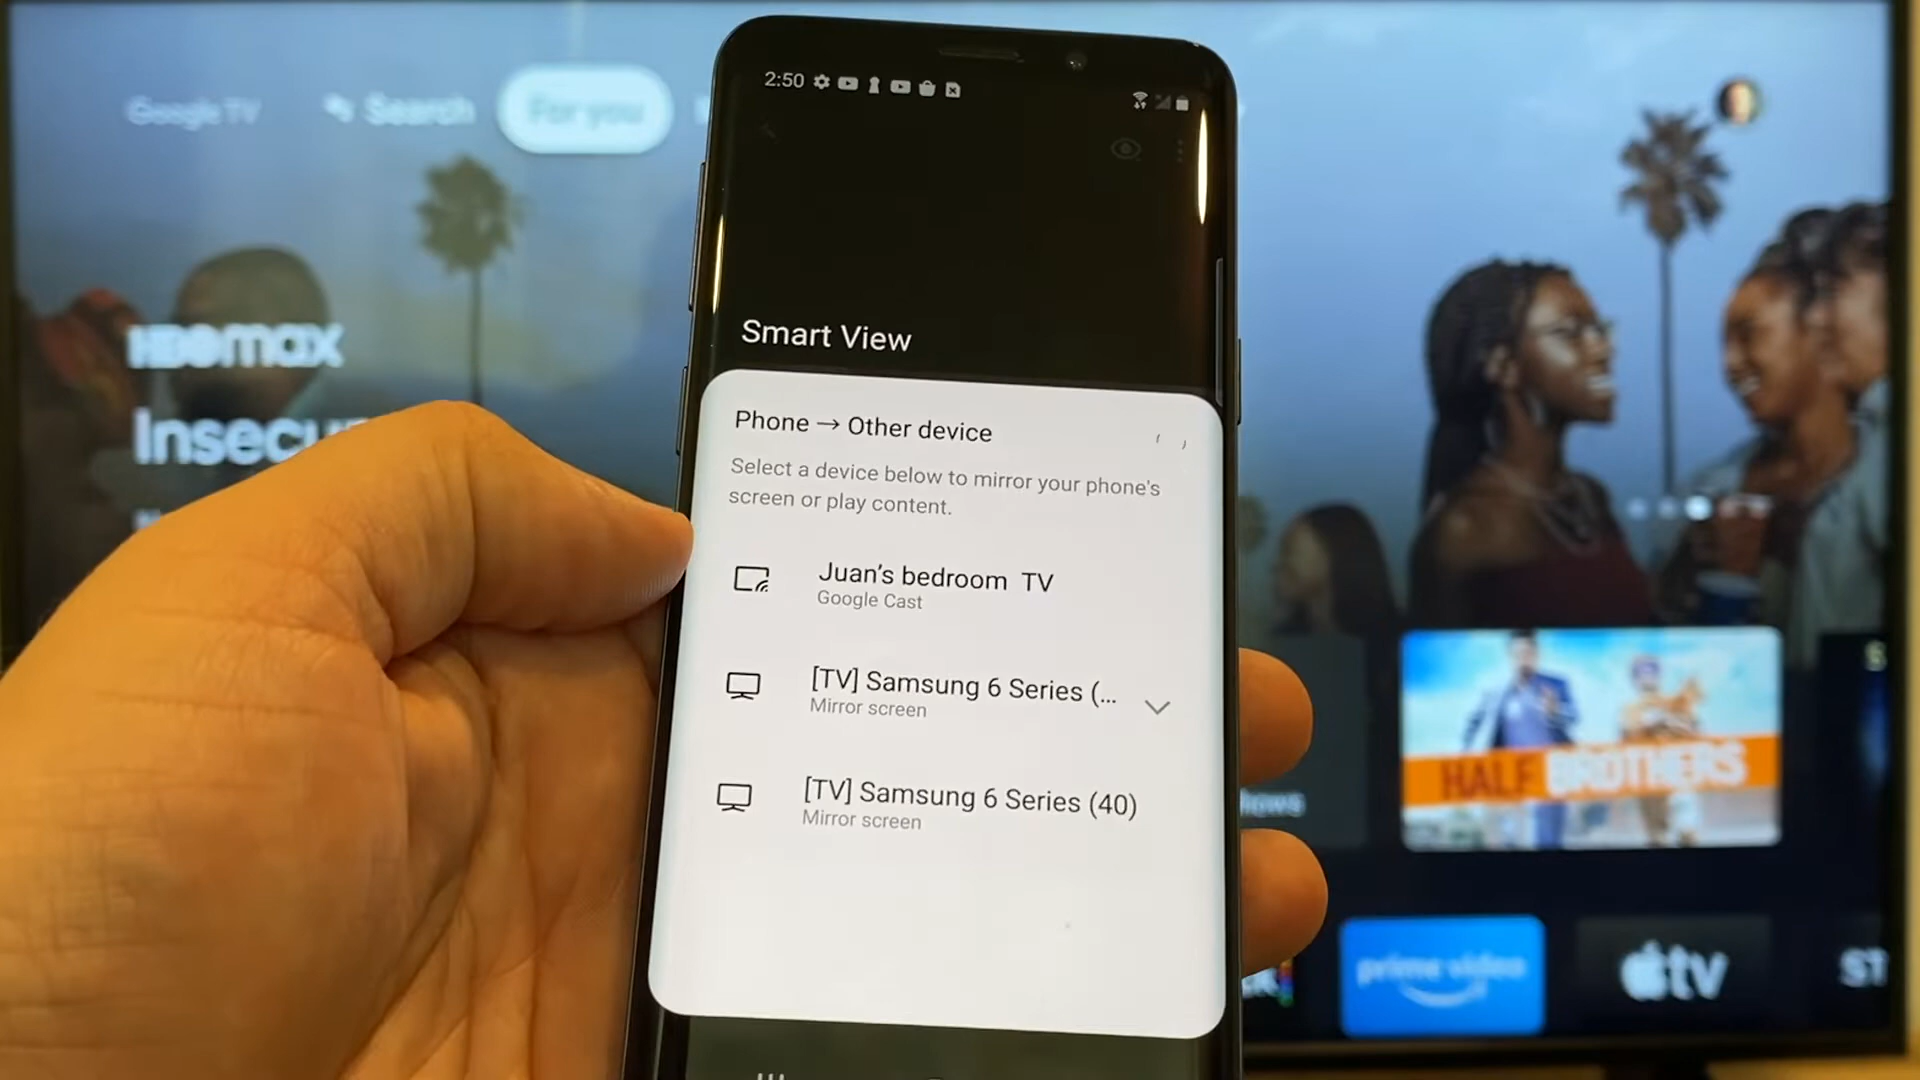 2:50
Google TV
Search
For you
HBOmax
Smart View
Phone → Other device
Select a device below to mirror your phone's
screen or play content.
Juan's bedroom TV
Google Cast
[TV] Samsung 6 Series (...
Mirror screen
[TV] Samsung 6 Series (40)
Mirror screen
HALF BROTHERS
prime video
tv